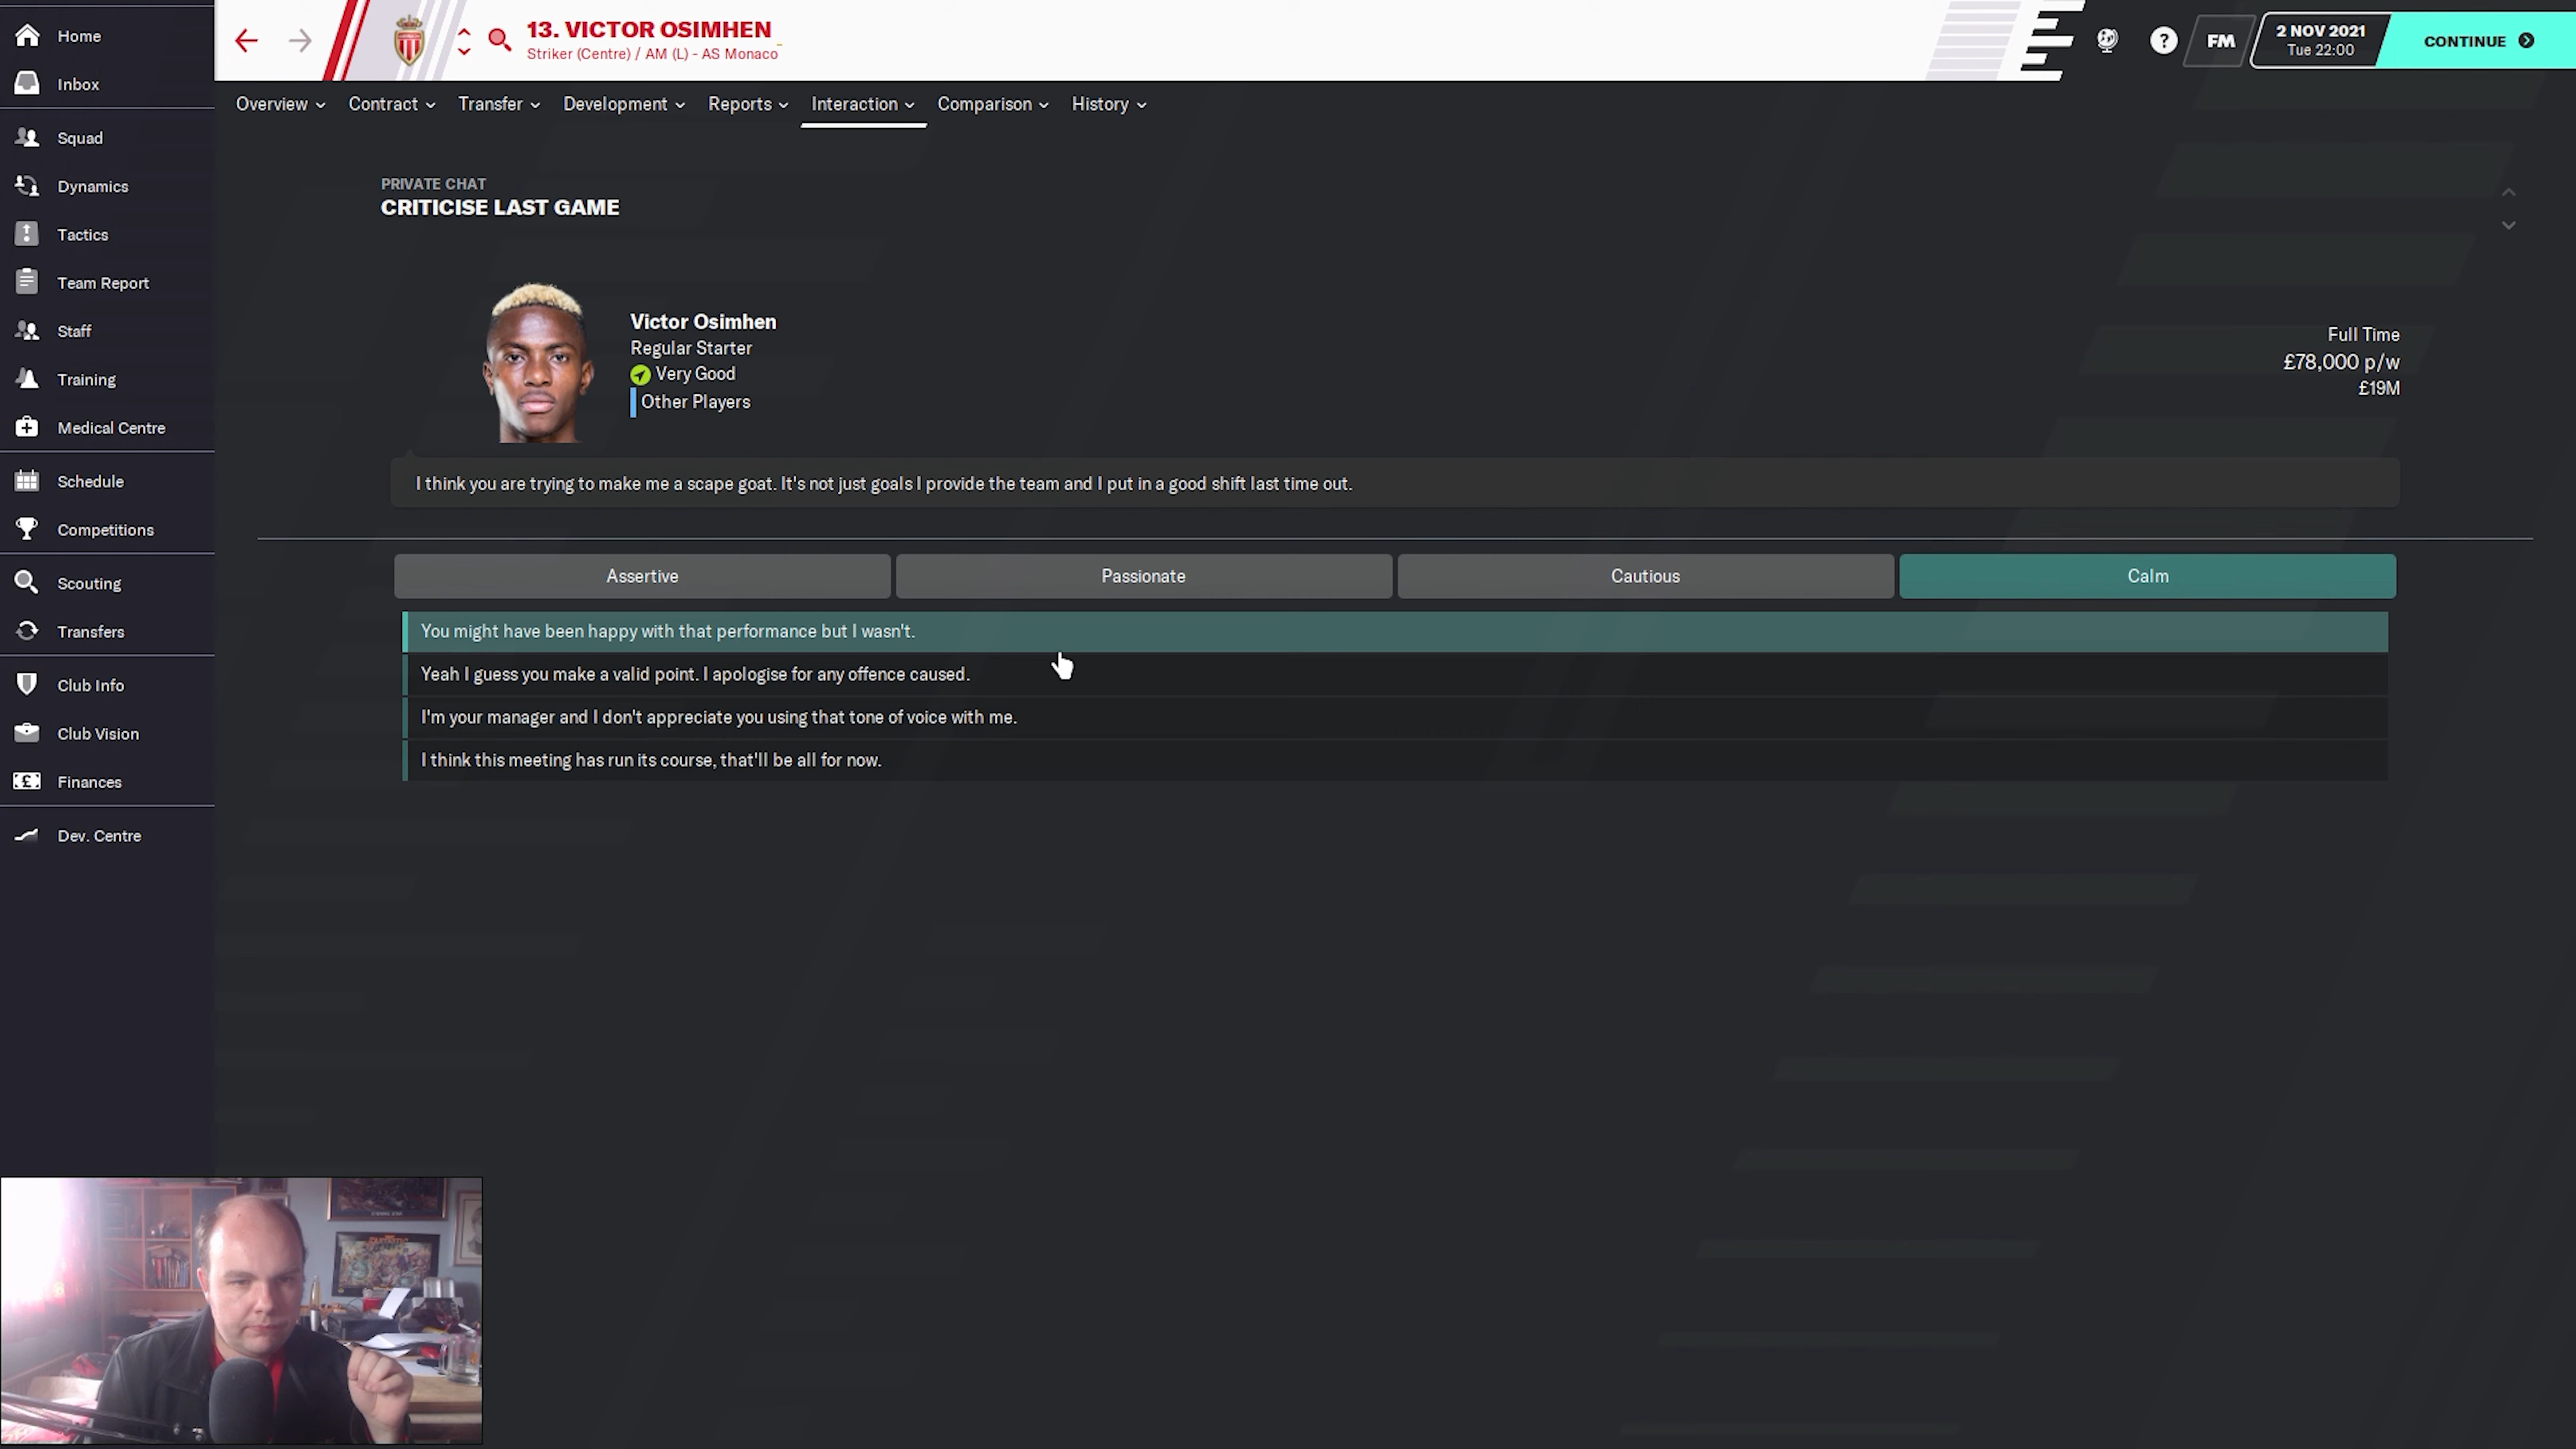 Home
Inbox
Squad
Dynamics
Tactics
Team Report
Staff
Training
Medical Centre
Schedule
Competitions
Scouting
Transfers
Club Info
Club Vision
Finances
Dev. Centre
13. VICTOR OSIMHEN
Striker (Centre) / AM (L) - AS Monaco
?
FM
2 NOV 2021
Tue 22:00
CONTINUE
Overview Contract Transfer Development Reports Interaction Comparison History
PRIVATE CHAT
CRITICISE LAST GAME
Victor Osimhen
Regular Starter
Very Good
Other Players
Full Time
£78,000 p/w
£19M
I think you are trying to make me a scape goat. It's not just goals I provide the team and I put in a good shift last time out.
Assertive Passionate Cautious Calm
You might have been happy with that performance but I wasn't.
Yeah I guess you make a valid point. I apologise for any offence caused.
I'm your manager and I don't appreciate you using that tone of voice with me.
I think this meeting has run its course, that'll be all for now.